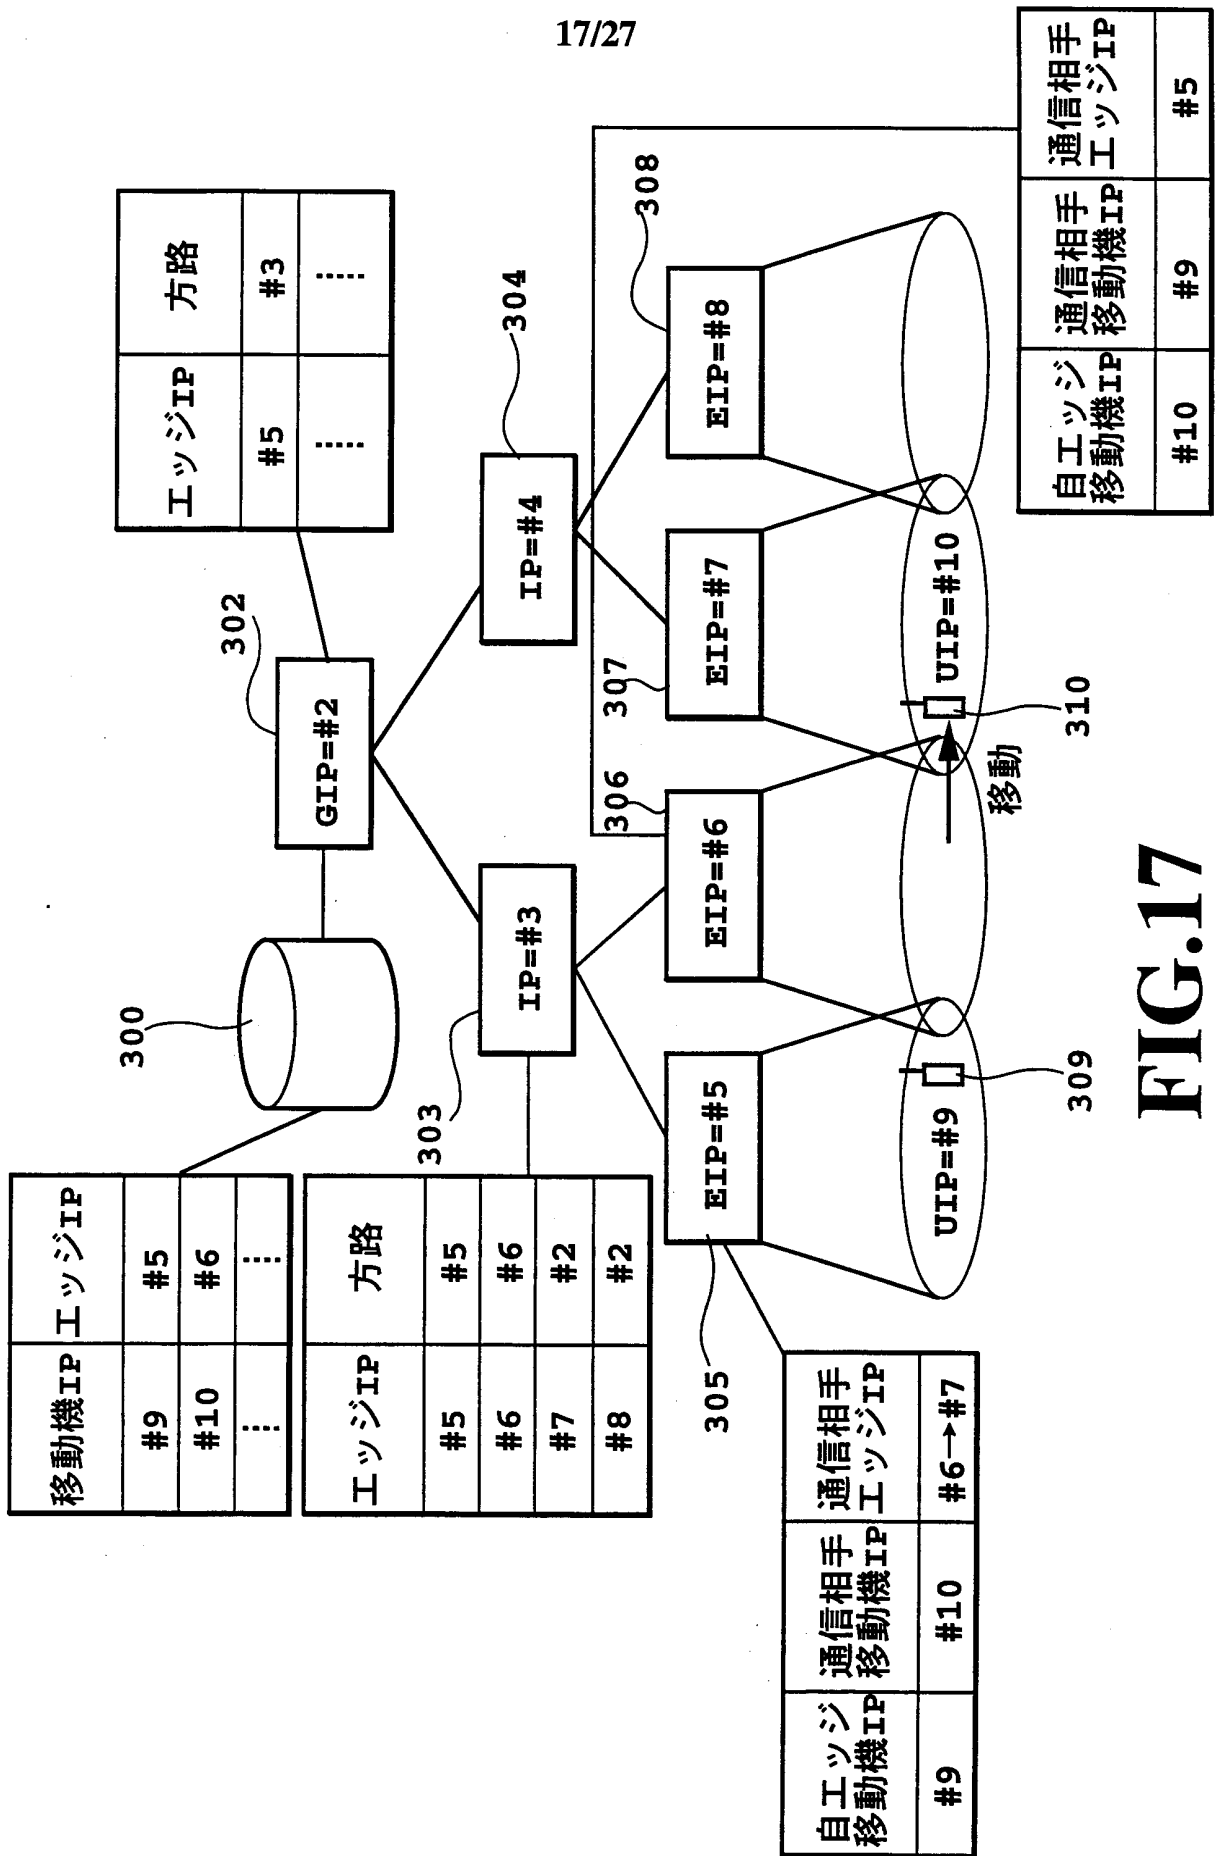 17/27
移動機IP エッジIP
#9 #5
#10 #6
...... ......
エッジIP 方路
#5 #5
#6 #6
#7 #2
#8 #2
エッジIP 方路
#5 #3
...... ......
300
302
GIP=#2
303
IP=#3
304
IP=#4
305
EIP=#5
306
EIP=#6
307
EIP=#7
308
EIP=#8
UIP=#9
309
移動
UIP=#10
310
自エッジ
移動機IP
通信相手
移動機IP
通信相手
エッジIP
#9 #10 #6→#7
自エッジ
移動機IP
通信相手
移動機IP
通信相手
エッジIP
#10 #9 #5
FIG.17